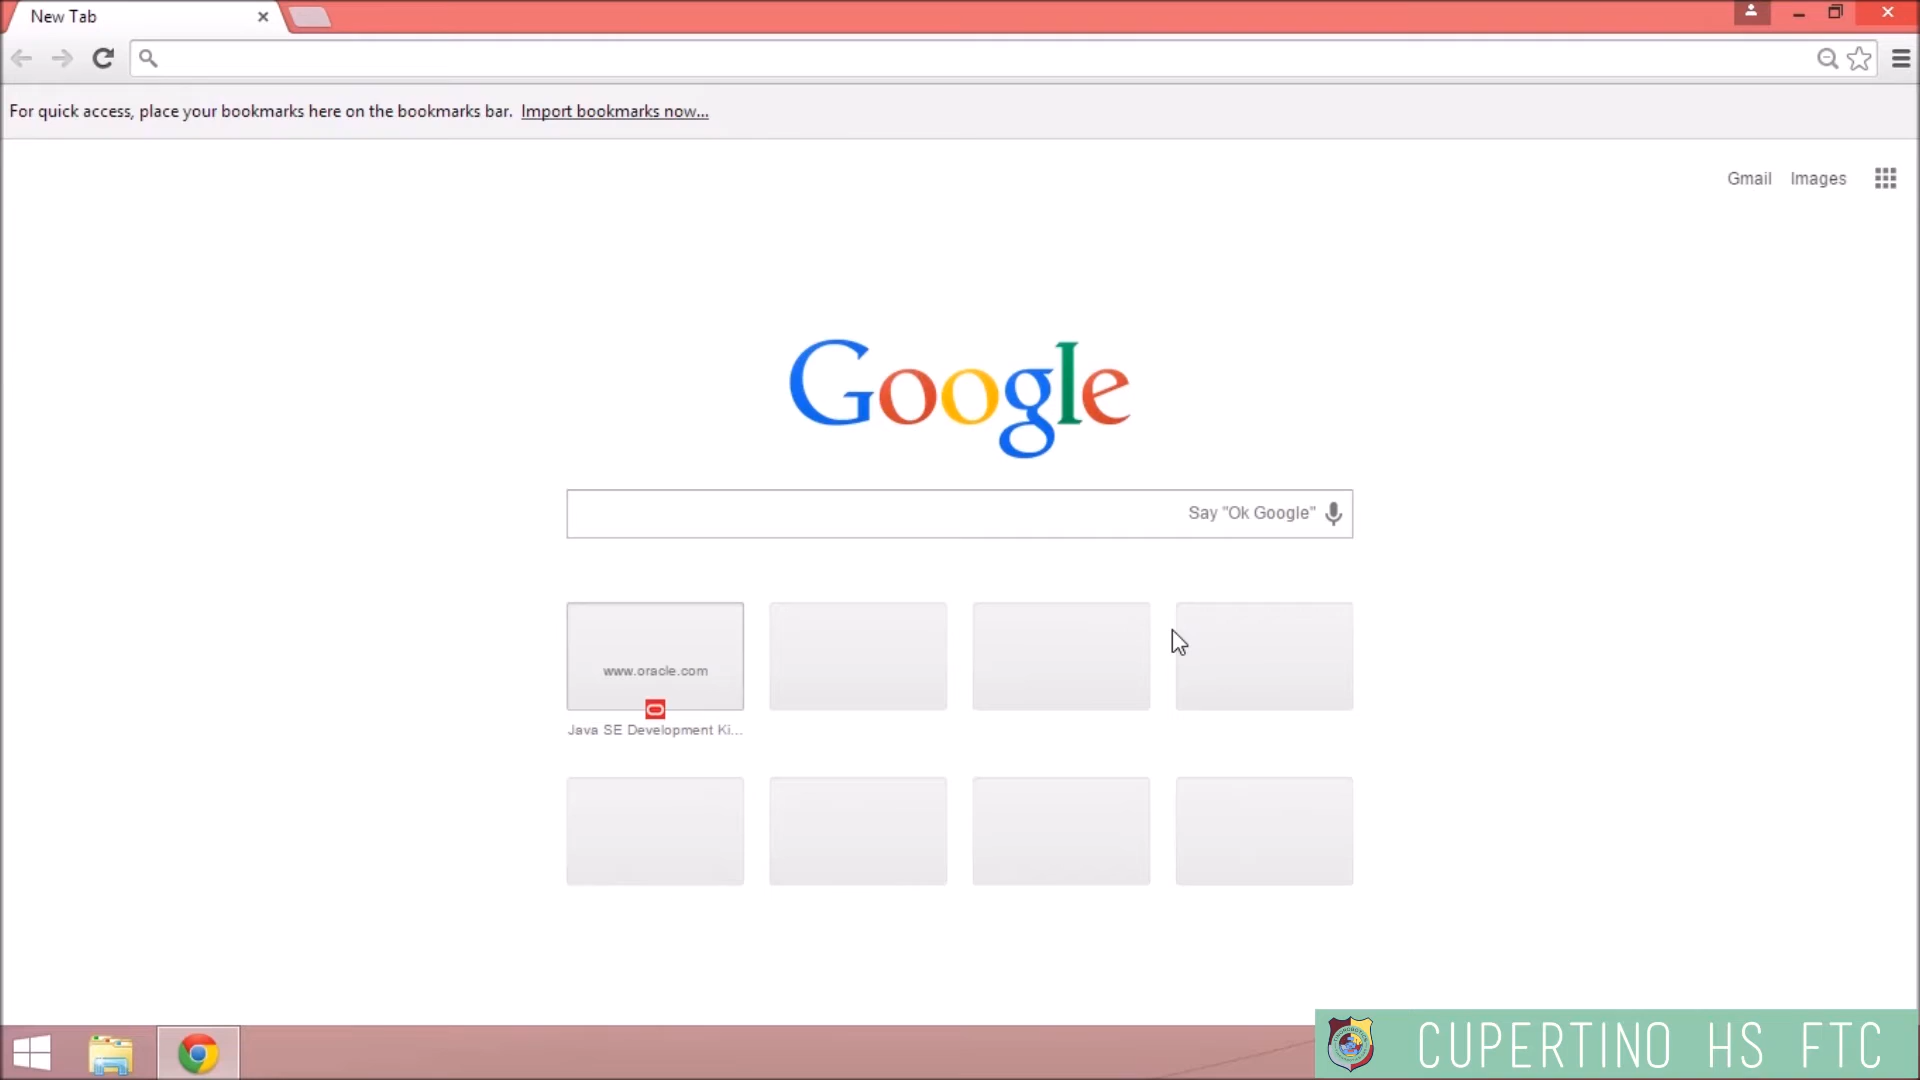 New Tab
For quick access, place your bookmarks here on the bookmarks bar. Import bookmarks now...
Gmail Images
Google
Say "Ok Google"
www.oracle.com
Java SE Development Ki...
CUPERTINO HS FTC